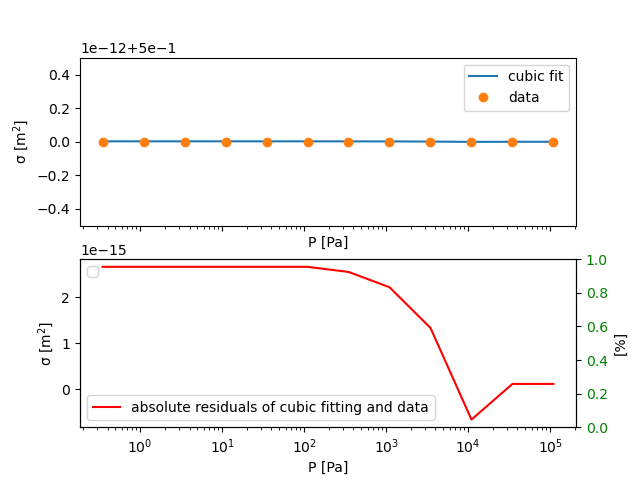 1e−12+5e−1
0.4
0.2
0.0
−0.2
−0.4
σ [m²]
cubic fit
data
P [Pa]
1e−15
2
1
0
σ [m²]
1.0
0.8
0.6
0.4
0.2
0.0
[%]
absolute residuals of cubic fitting and data
10⁰ 10¹ 10² 10³ 10⁴ 10⁵
P [Pa]